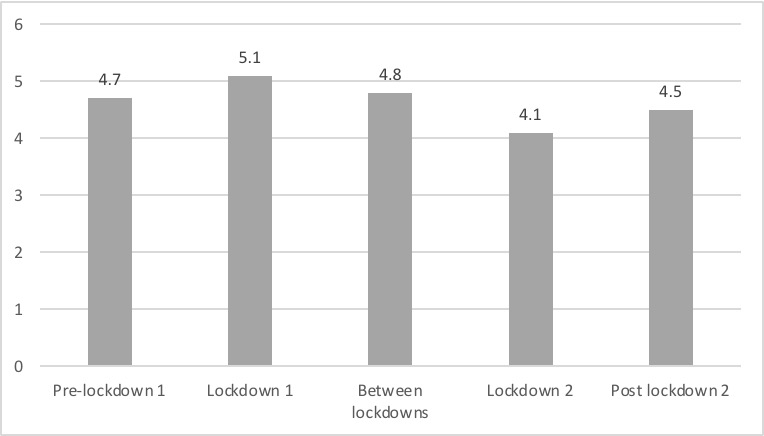 6
5
4
3
2
1
0
4.7
5.1
4.8
4.1
4.5
Pre-lockdown 1
Lockdown 1
Between
lockdowns
Lockdown 2
Post lockdown 2